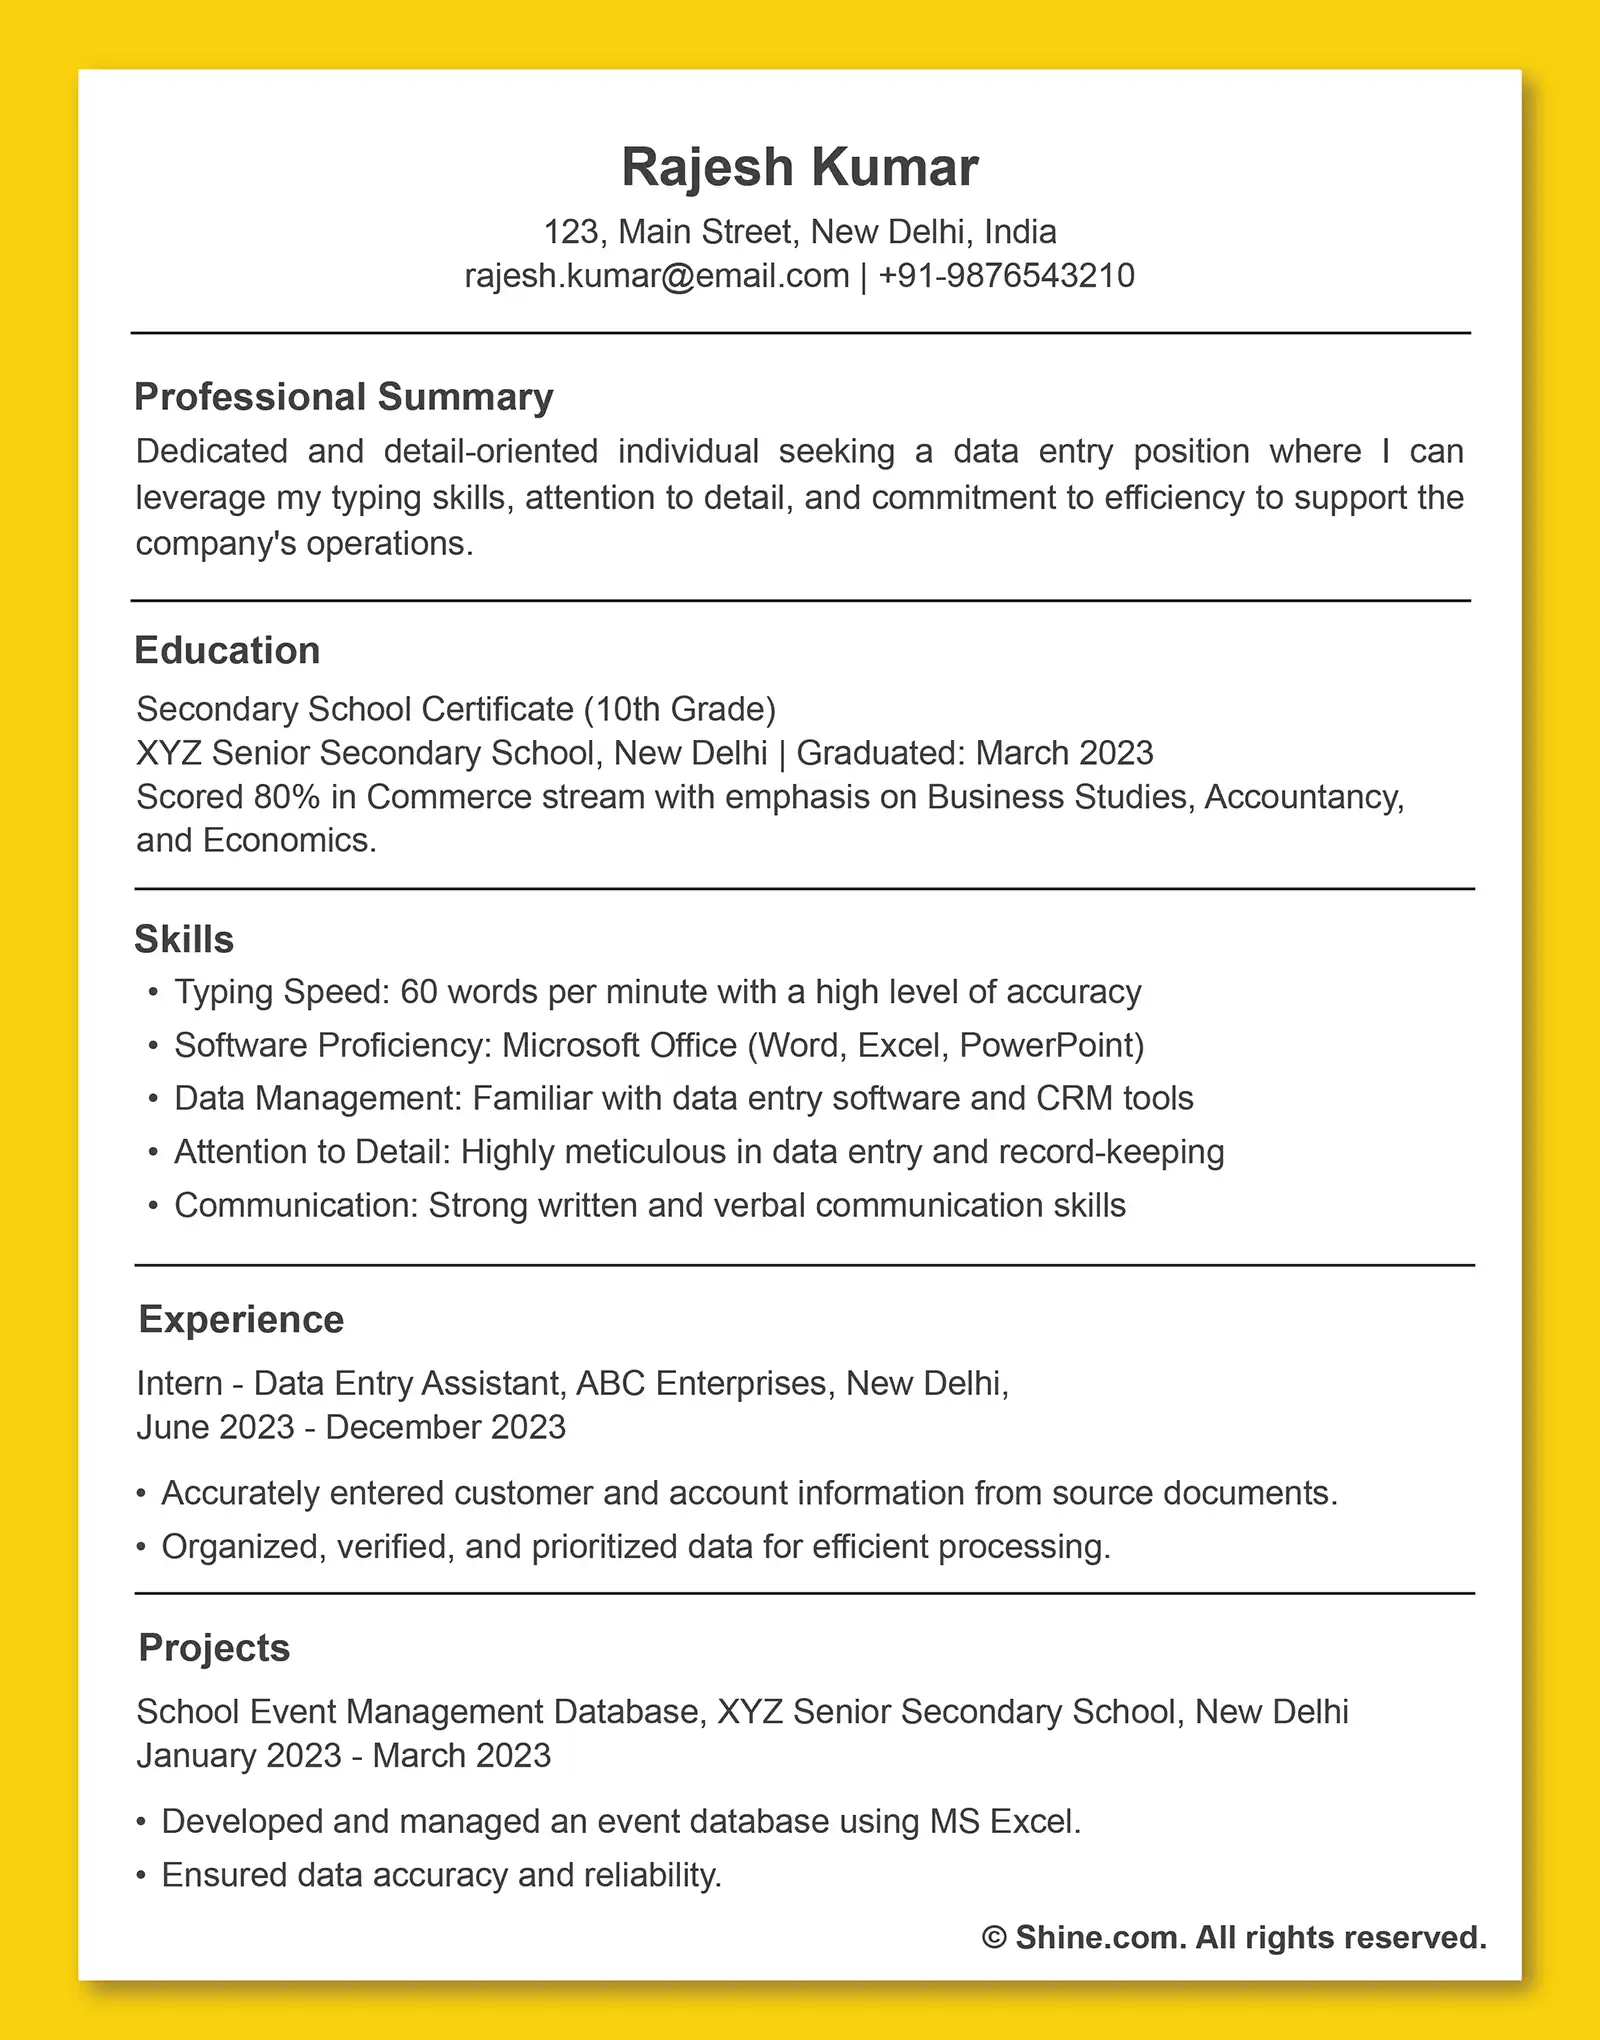 Rajesh Kumar
123, Main Street, New Delhi, India
rajesh.kumar@email.com | +91-9876543210
Professional Summary
Dedicated and detail-oriented individual seeking a data entry position where I can
leverage my typing skills, attention to detail, and commitment to efficiency to support the
company's operations.
Education
Secondary School Certificate (10th Grade)
XYZ Senior Secondary School, New Delhi | Graduated: March 2023
Scored 80% in Commerce stream with emphasis on Business Studies, Accountancy,
and Economics.
Skills
• Typing Speed: 60 words per minute with a high level of accuracy
• Software Proficiency: Microsoft Office (Word, Excel, PowerPoint)
• Data Management: Familiar with data entry software and CRM tools
• Attention to Detail: Highly meticulous in data entry and record-keeping
• Communication: Strong written and verbal communication skills
Experience
Intern - Data Entry Assistant, ABC Enterprises, New Delhi,
June 2023 - December 2023
• Accurately entered customer and account information from source documents.
• Organized, verified, and prioritized data for efficient processing.
Projects
School Event Management Database, XYZ Senior Secondary School, New Delhi
January 2023 - March 2023
• Developed and managed an event database using MS Excel.
• Ensured data accuracy and reliability.
© Shine.com. All rights reserved.